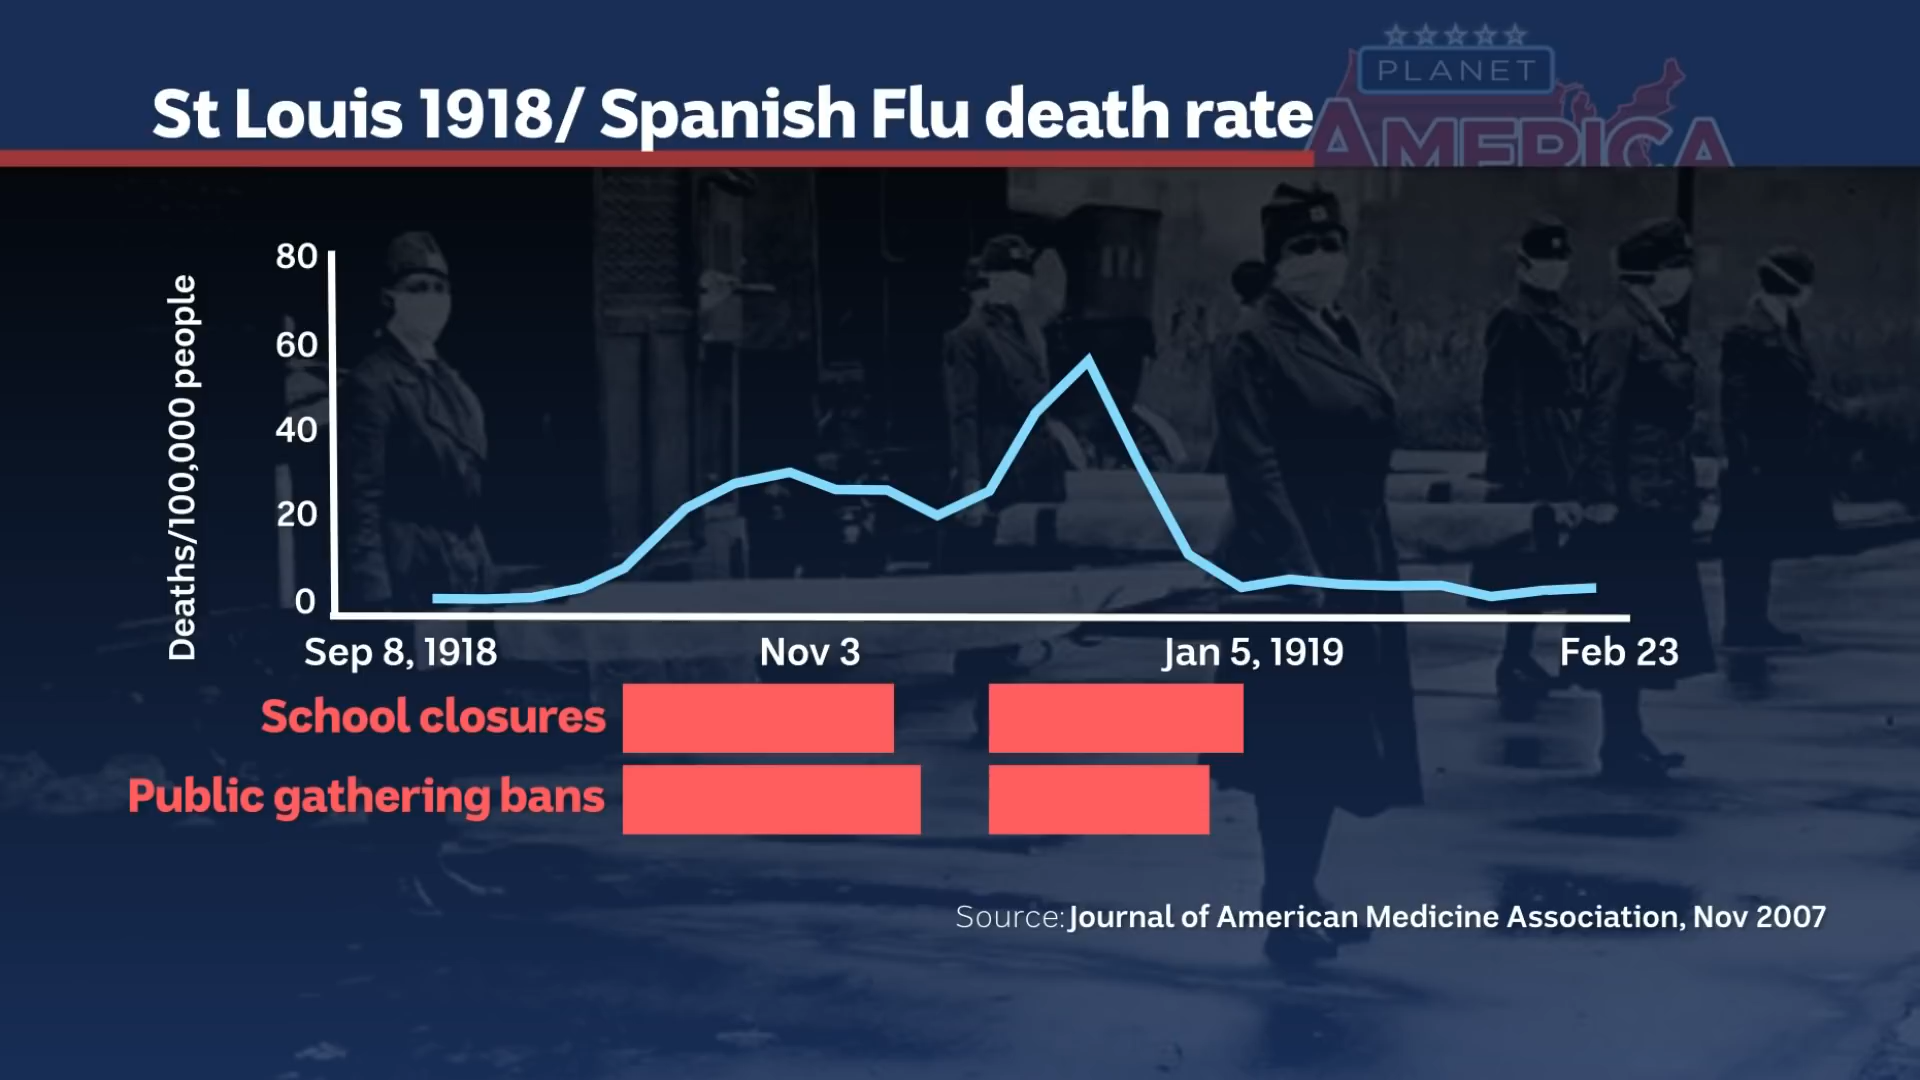 PLANET
AMERICA
St Louis 1918/ Spanish Flu death rate
Deaths/100,000 people
80
60
40
20
0
Sep 8, 1918 Nov 3 Jan 5, 1919 Feb 23
School closures
Public gathering bans
Source:Journal of American Medicine Association, Nov 2007